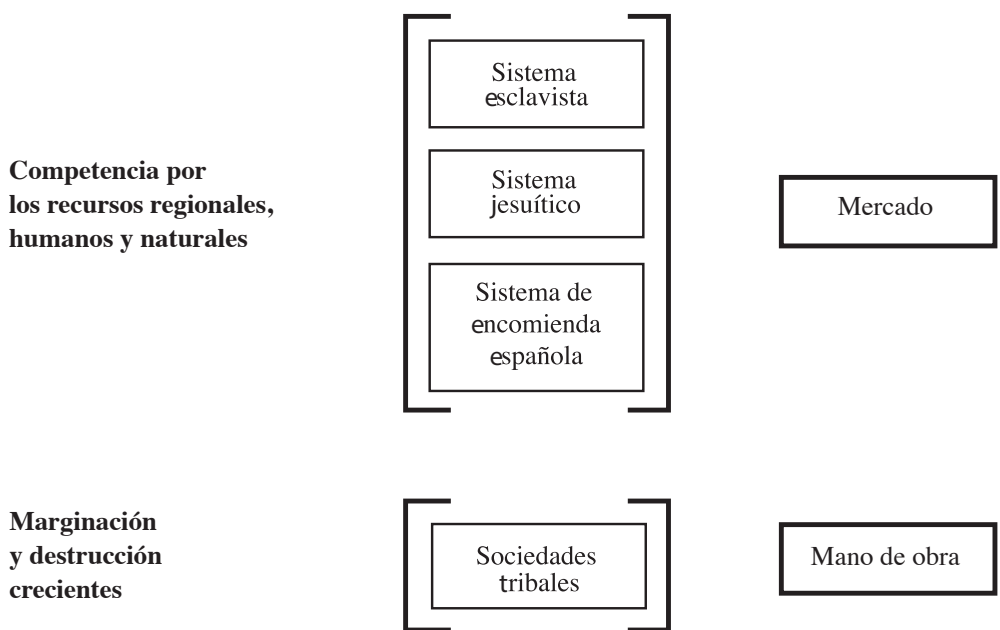 Sistema
esclavista
Competencia por
los recursos regionales,
humanos y naturales
Sistema
jesuítico
Mercado
Sistema de
encomienda
española
Marginación
y destrucción
crecientes
Sociedades
tribales
Mano de obra